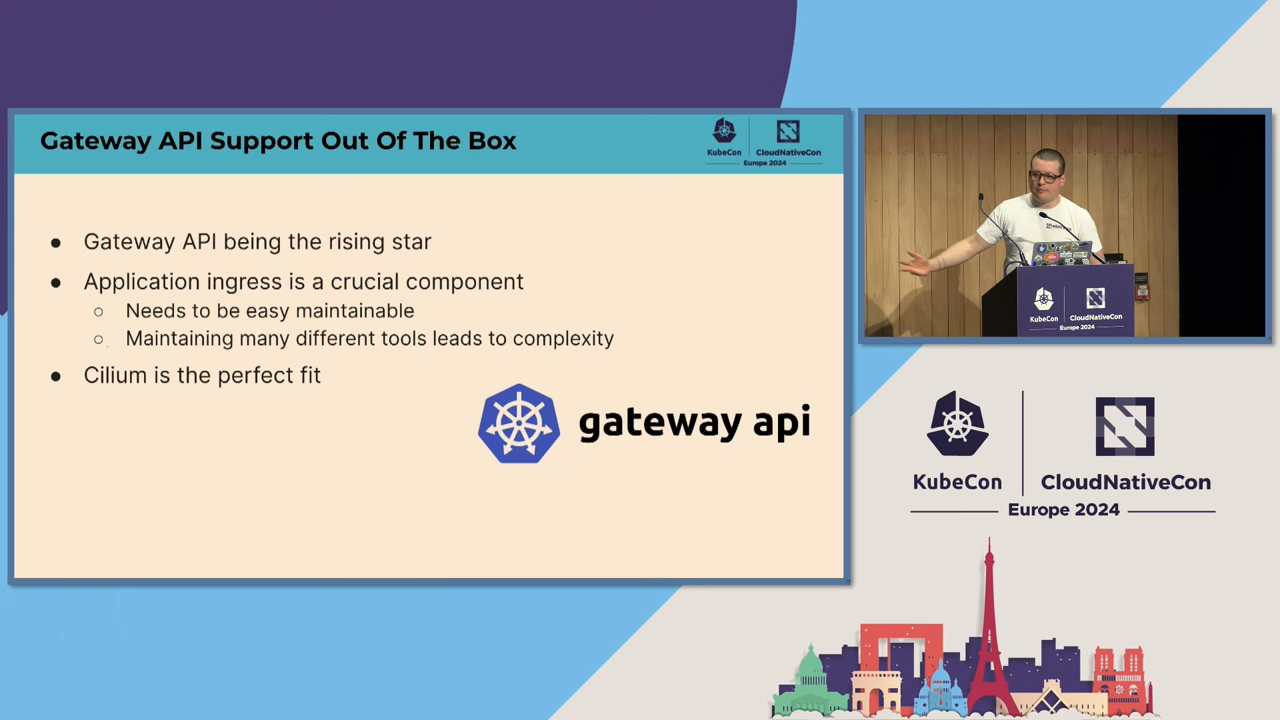 Gateway API Support Out Of The Box
KubeCon
CloudNativeCon
Europe 2024
● Gateway API being the rising star
● Application ingress is a crucial component
○ Needs to be easy maintainable
○ Maintaining many different tools leads to complexity
● Cilium is the perfect fit
gateway api
KubeCon
CloudNativeCon
Europe 2024
KubeCon
CloudNativeCon
Europe 2024